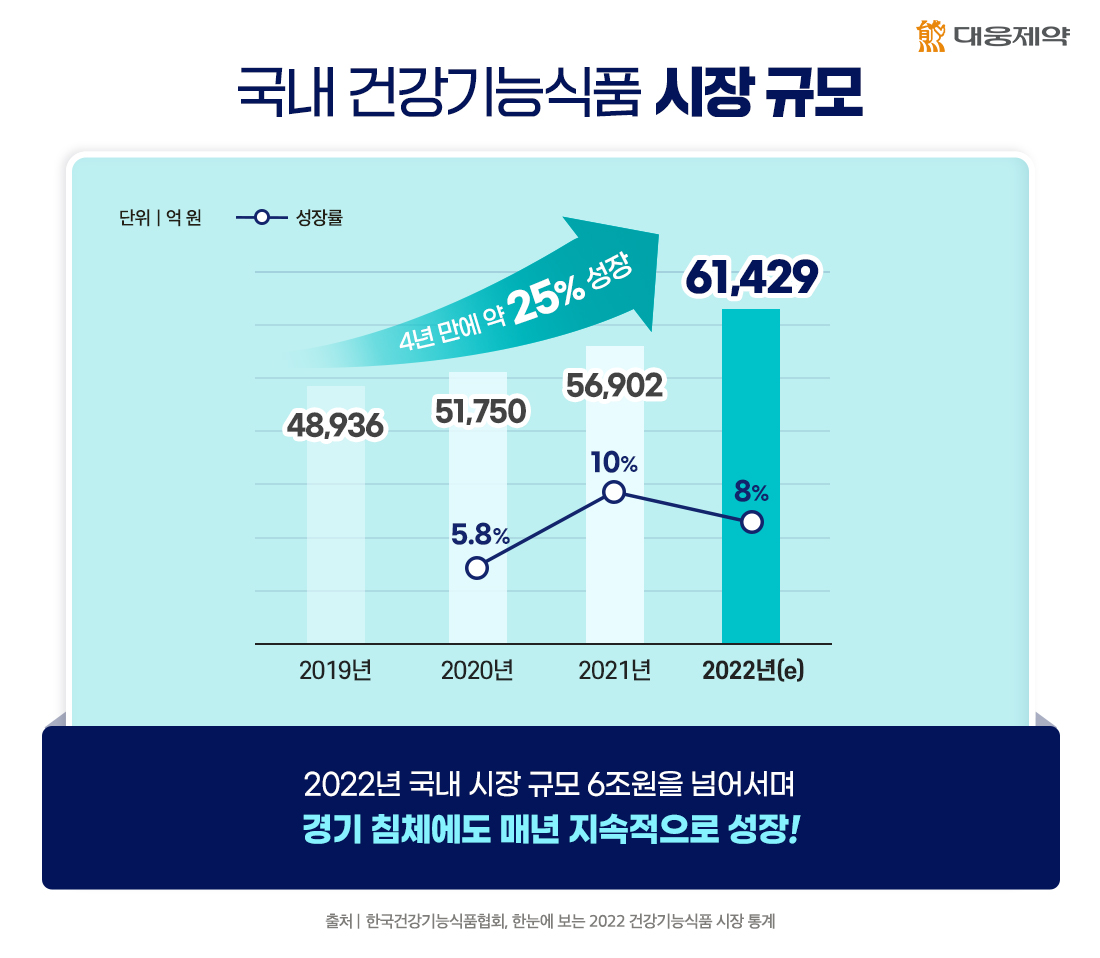 대웅제약
국내 건강기능식품 시장 규모
단위 | 억 원
성장률
4년 만에 약 25% 성장
61,429
56,902
51,750
48,936
10%
8%
5.8%
2019년
2020년
2021년
2022년(e)
2022년 국내 시장 규모 6조원을 넘어서며
경기 침체에도 매년 지속적으로 성장!
출처 | 한국건강기능식품협회, 한눈에 보는 2022 건강기능식품 시장 통계